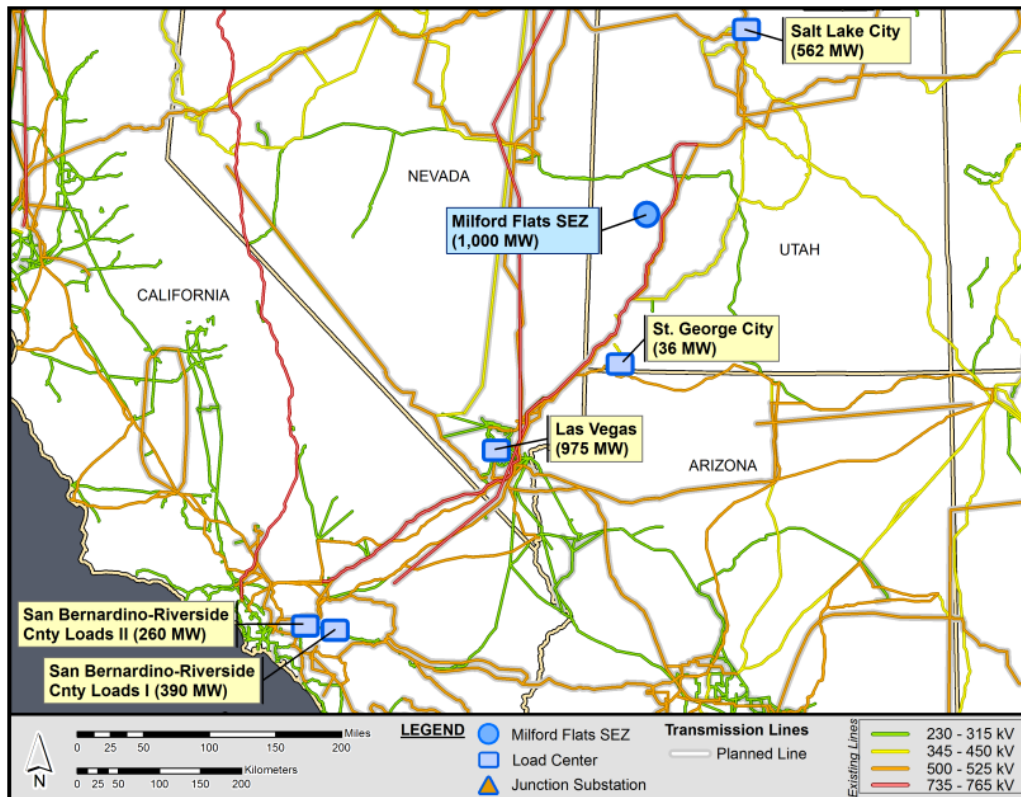 Salt Lake City
(562 MW)
NEVADA
Milford Flats SEZ
(1,000 MW)
UTAH
CALIFORNIA
St. George City
(36 MW)
Las Vegas
(975 MW)
ARIZONA
San Bernardino-Riverside
Cnty Loads II (260 MW)
San Bernardino-Riverside
Cnty Loads I (390 MW)
N
Miles
0 25 50 100 150 200
Kilometers
0 25 50 100 150 200
LEGEND
Milford Flats SEZ
Load Center
Junction Substation
Transmission Lines
Planned Line
Existing Lines
230 - 315 kV
345 - 450 kV
500 - 525 kV
735 - 765 kV